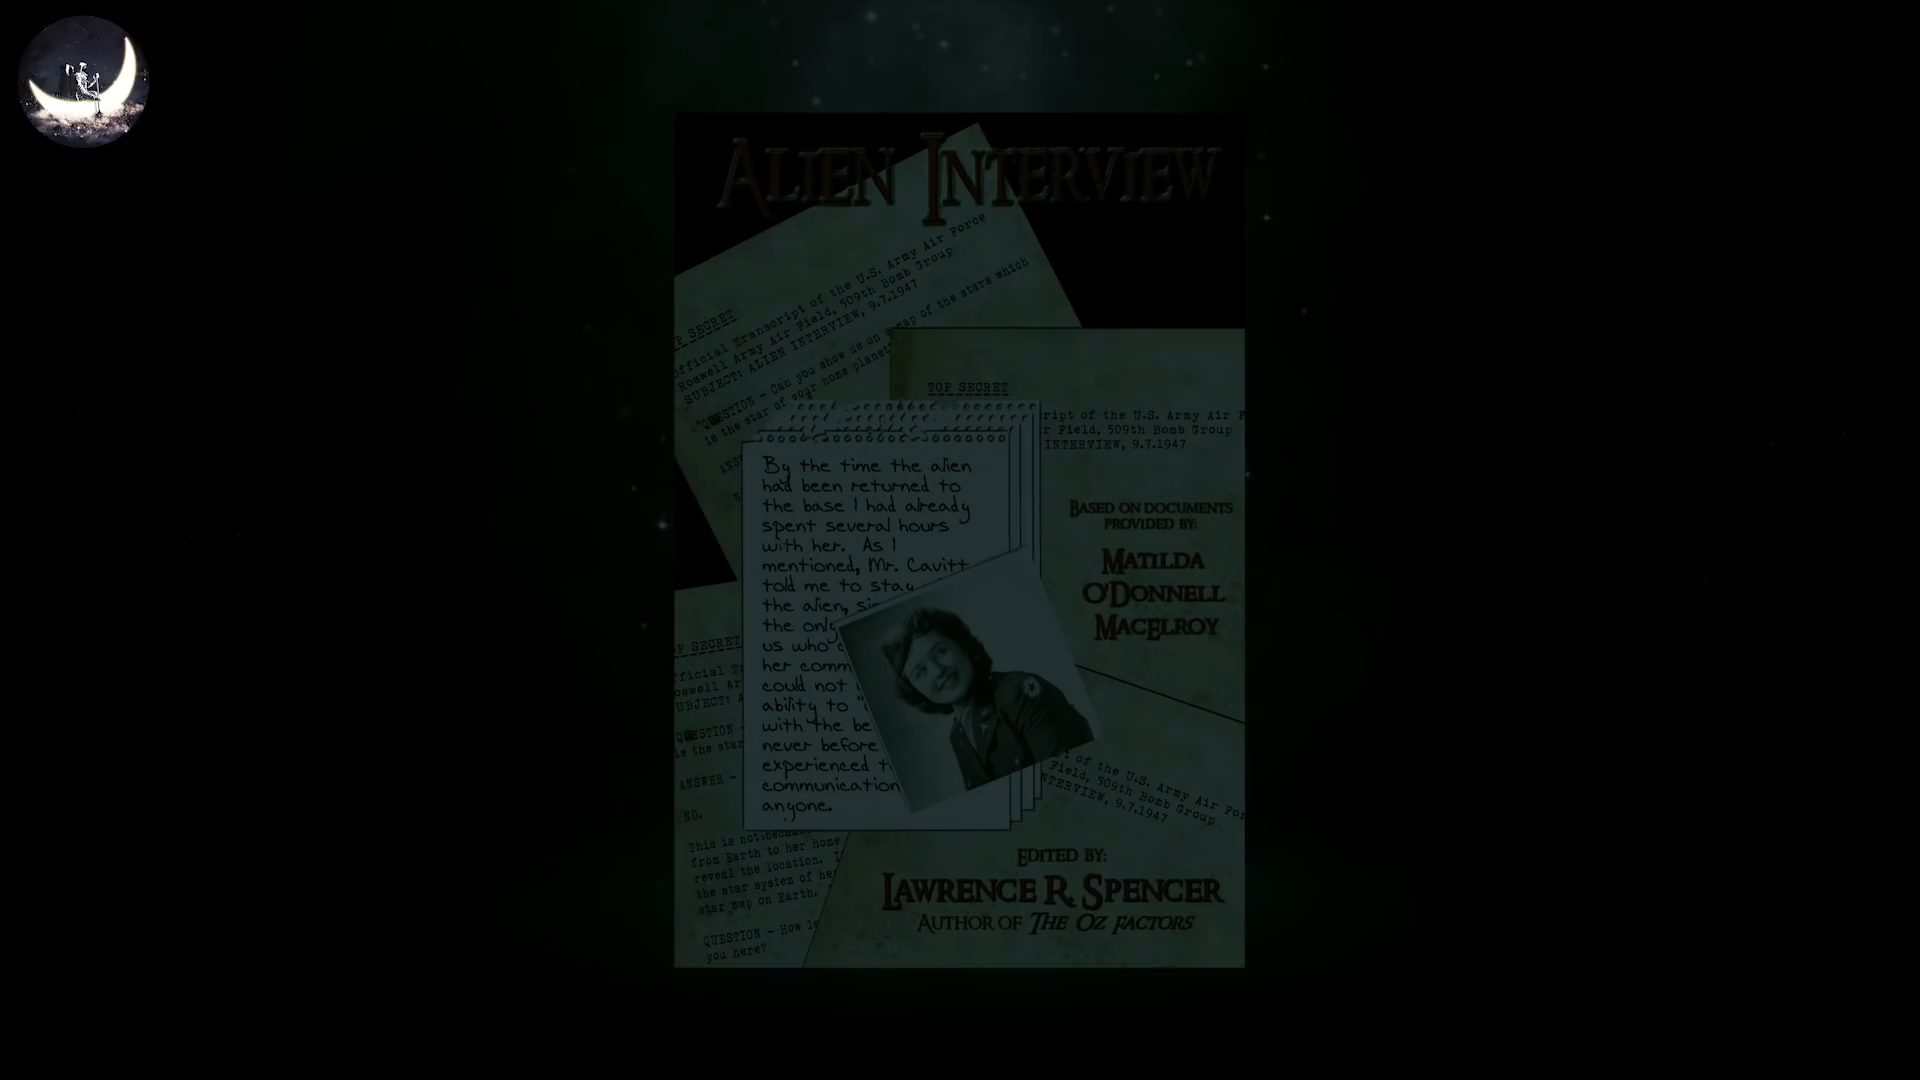 ALIEN INTERVIEW
TOP SECRET
Official Transcript of the U.S. Army Air Force
Roswell Army Air Field, 509th Bomb Group
SUBJECT: ALIEN INTERVIEW, 9.7.1947
QUESTION - Can you show us on a map of the stars which
is the star of your home planet
TOP SECRET
of the U.S. Army Air
Field, 509th Bomb Group
INTERVIEW, 9.7.1947
By the time the alien
had been returned to
the base I had already
spent several hours
with her. As I
mentioned, Mr. Cavitt
told me to stay
the alien,
the only
us who
her
could not
ability to
with the
never before
experienced
communication
anyone.
BASED ON DOCUMENTS
PROVIDED BY:
MATILDA
O'DONNELL
MACELROY
SECRET
QUESTION -
is the star
ANSWER -
NO.
This is not
from Earth to her home
reveal the location.
the star system of her
star map on Earth.
QUESTION - How
you here?
of the U.S. Army Air
Field, 509th Bomb Group
INTERVIEW, 9.7.1947
EDITED BY:
LAWRENCE R. SPENCER
AUTHOR OF THE OZ FACTORS